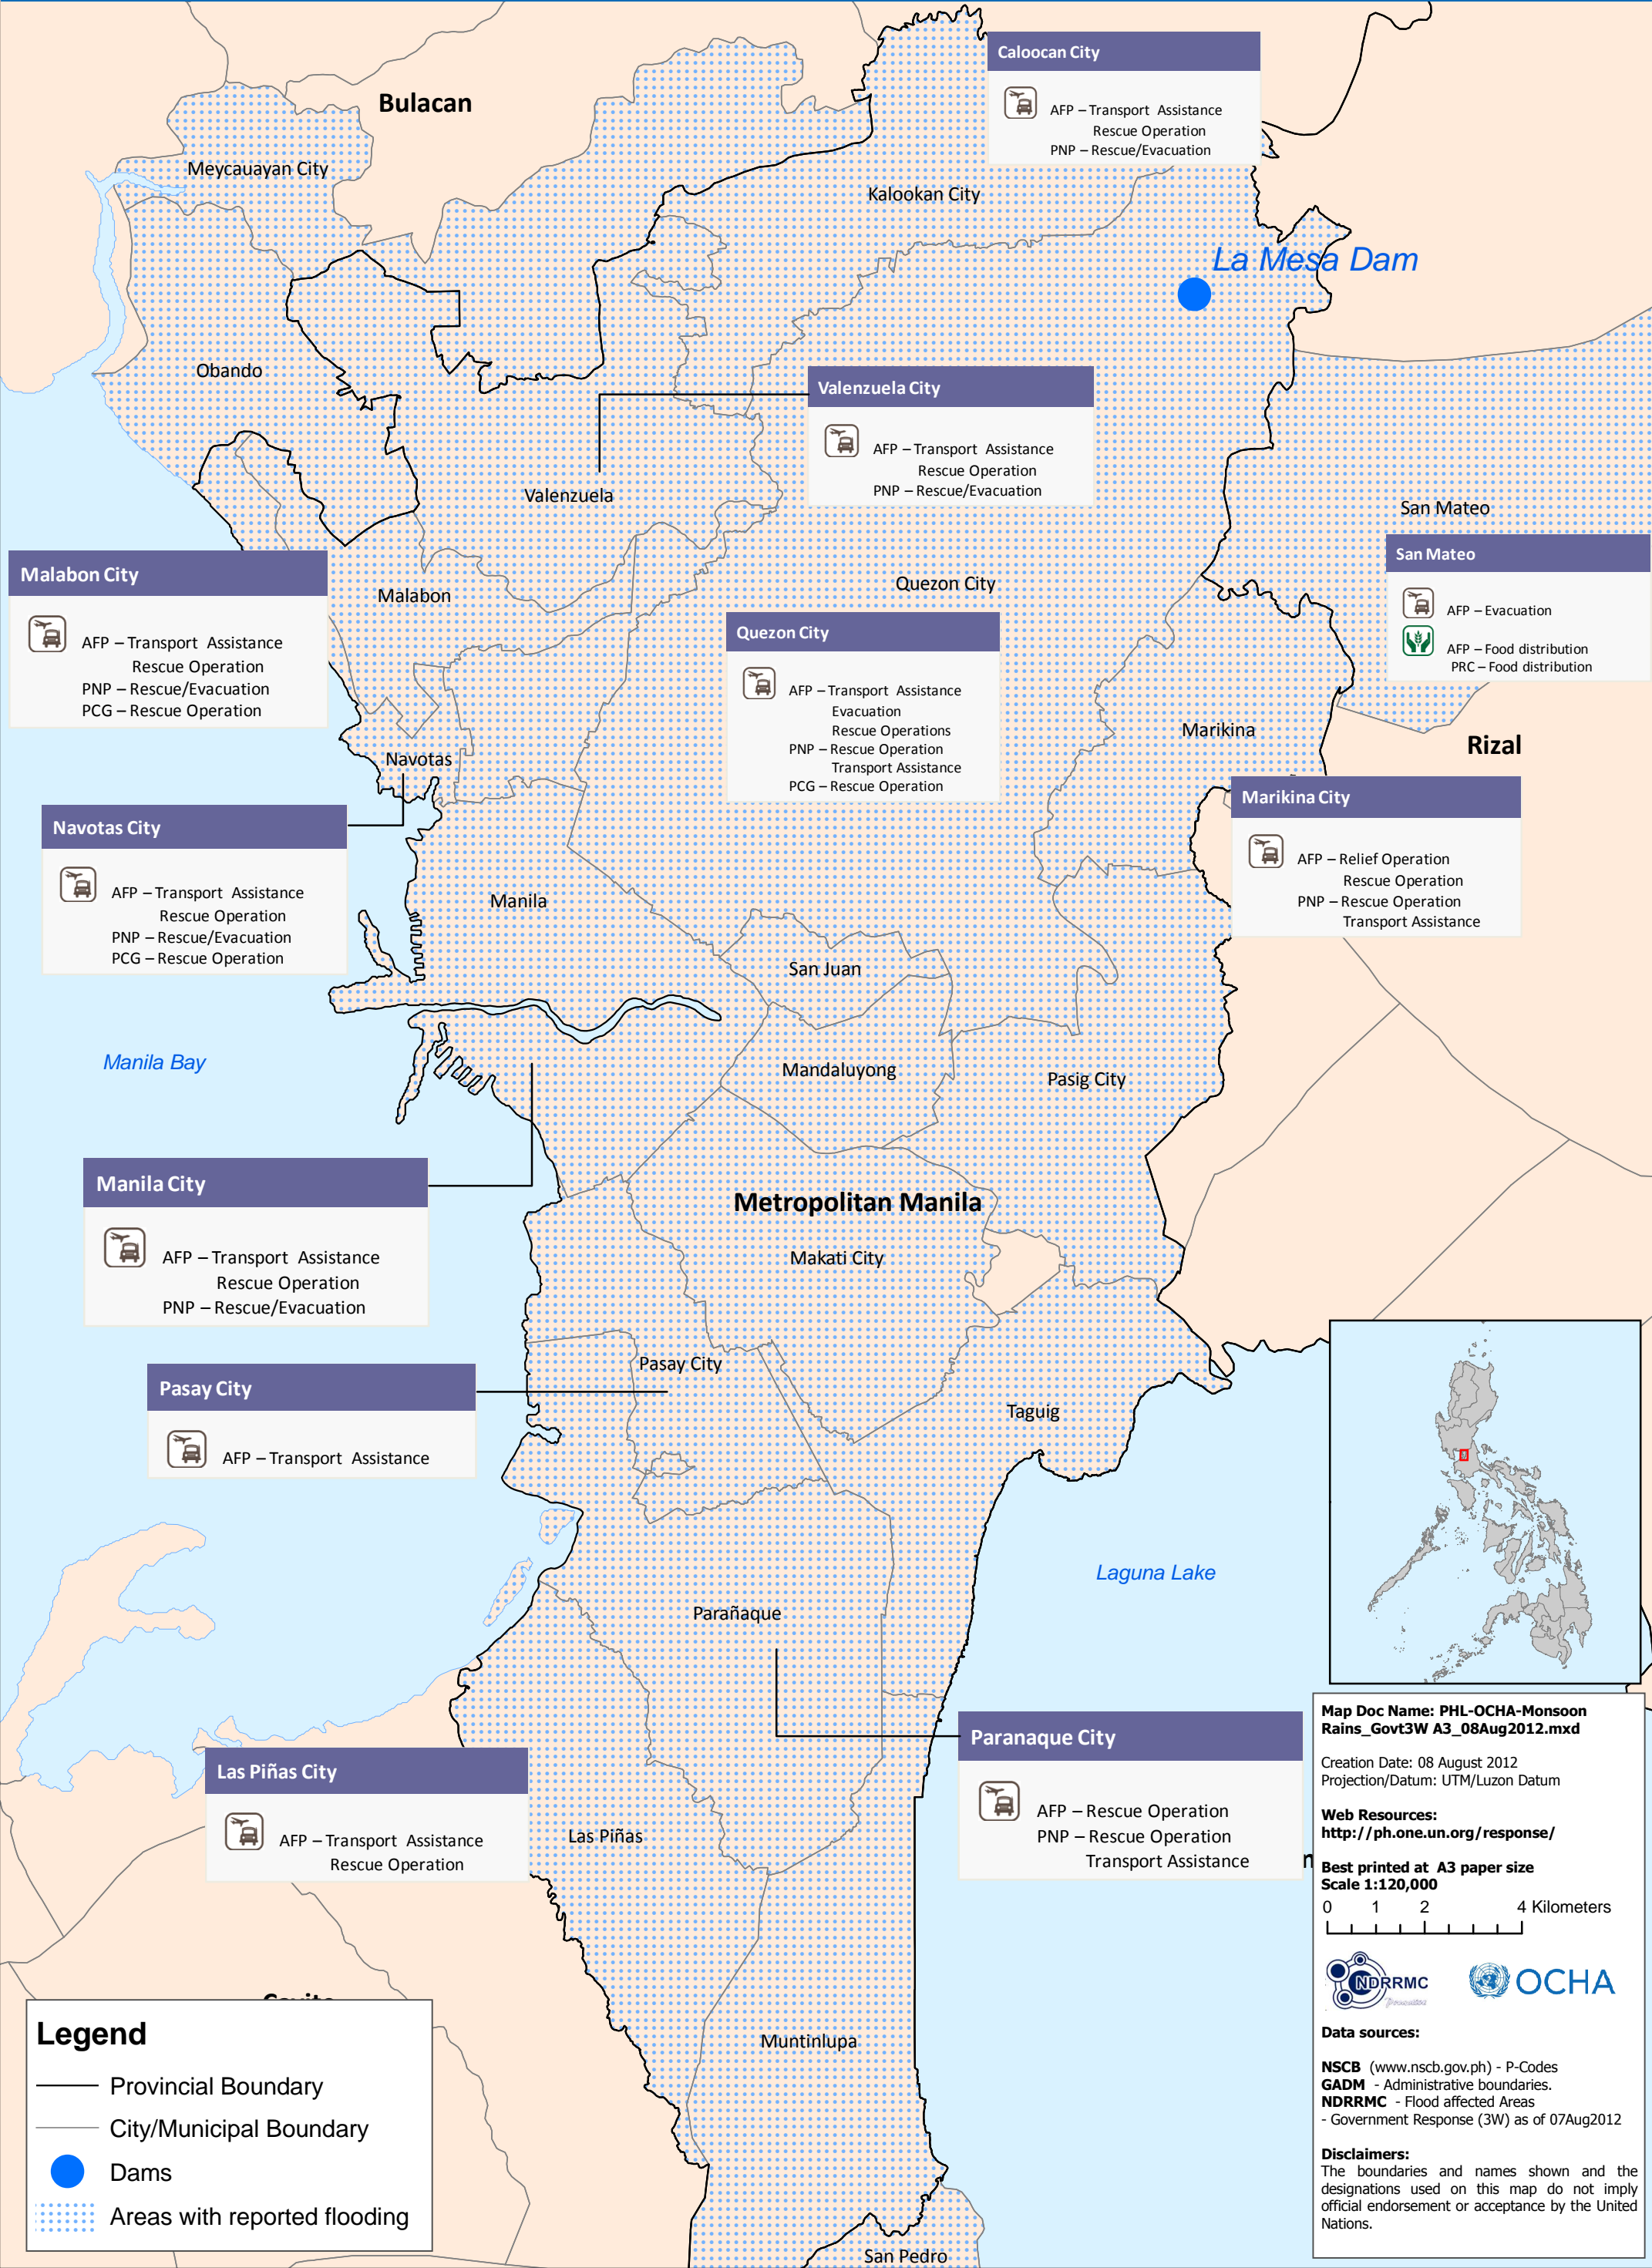 Caloocan City
AFP – Transport Assistance
Rescue Operation
PNP – Rescue/Evacuation
Bulacan
Meycauayan City
Kalookan City
La Mesa Dam
Obando
Valenzuela City
AFP – Transport Assistance
Rescue Operation
PNP – Rescue/Evacuation
Valenzuela
San Mateo
San Mateo
AFP – Evacuation
AFP – Food distribution
PRC – Food distribution
Malabon City
AFP – Transport Assistance
Rescue Operation
PNP – Rescue/Evacuation
PCG – Rescue Operation
Malabon
Quezon City
Quezon City
AFP – Transport Assistance
Evacuation
Rescue Operations
PNP – Rescue Operation
Transport Assistance
PCG – Rescue Operation
Marikina
Rizal
Navotas
Marikina City
AFP – Relief Operation
Rescue Operation
PNP – Rescue Operation
Transport Assistance
Navotas City
AFP – Transport Assistance
Rescue Operation
PNP – Rescue/Evacuation
PCG – Rescue Operation
Manila
San Juan
Manila Bay
Mandaluyong
Pasig City
Manila City
AFP – Transport Assistance
Rescue Operation
PNP – Rescue/Evacuation
Metropolitan Manila
Makati City
Pasay City
Pasay City
AFP – Transport Assistance
Taguig
Laguna Lake
Parañaque
Paranaque City
AFP – Rescue Operation
PNP – Rescue Operation
Transport Assistance
Las Piñas City
AFP – Transport Assistance
Rescue Operation
Las Piñas
Muntinlupa
San Pedro
Legend
Provincial Boundary
City/Municipal Boundary
Dams
Areas with reported flooding
Map Doc Name: PHL-OCHA-Monsoon
Rains_Govt3W A3_08Aug2012.mxd
Creation Date: 08 August 2012
Projection/Datum: UTM/Luzon Datum
Web Resources:
http://ph.one.un.org/response/
Best printed at A3 paper size
Scale 1:120,000
0 1 2 4 Kilometers
NDRRMC
OCHA
Data sources:
NSCB (www.nscb.gov.ph) - P-Codes
GADM - Administrative boundaries.
NDRRMC - Flood affected Areas
- Government Response (3W) as of 07Aug2012
Disclaimers:
The boundaries and names shown and the
designations used on this map do not imply
official endorsement or acceptance by the United
Nations.